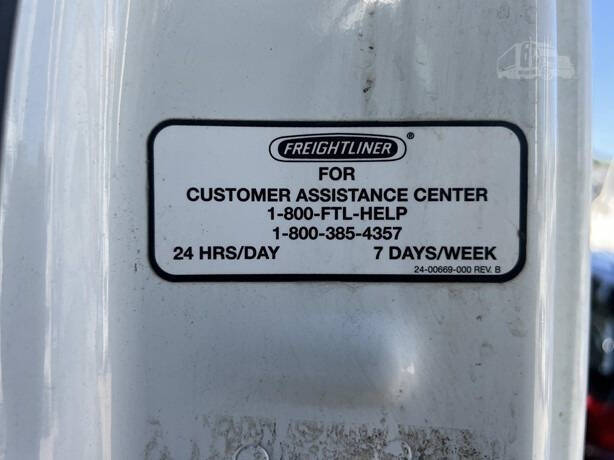 FREIGHTLINER®
FOR
CUSTOMER ASSISTANCE CENTER
1-800-FTL-HELP
1-800-385-4357
24 HRS/DAY 7 DAYS/WEEK
24-00669-000 REV. B